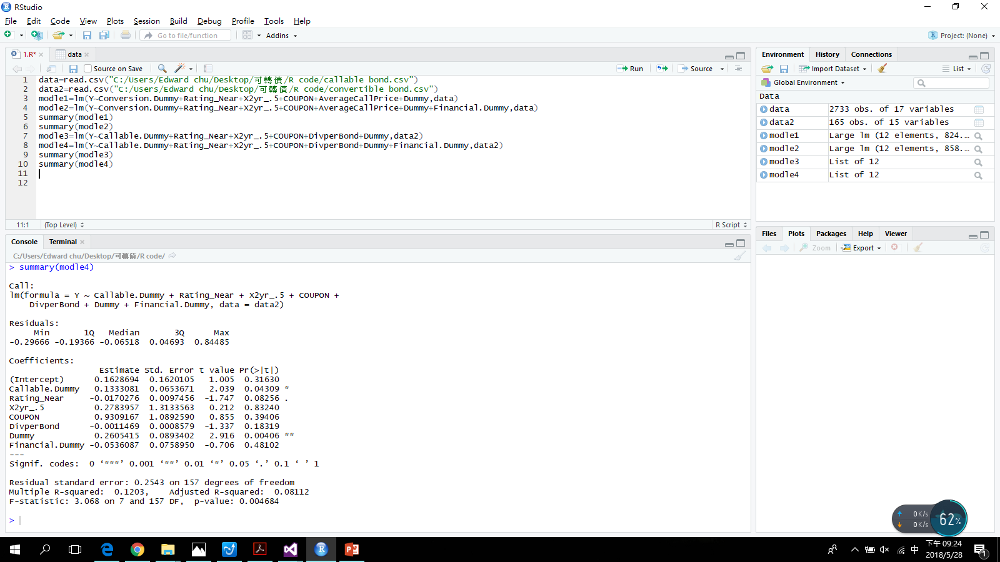 RStudio
File Edit Code View Plots Session Build Debug Profile Tools Help
Go to file/function Addins Project: (None)
1.R* data
Source on Save Run Source
1 data=read.csv("C:/Users/Edward chu/Desktop/可轉債/R code/callable bond.csv")
2 data2=read.csv("C:/Users/Edward chu/Desktop/可轉債/R code/convertible bond.csv")
3 modle1=lm(Y~Conversion.Dummy+Rating_Near+X2yr_.5+COUPON+AverageCallPrice+Dummy,data)
4 modle2=lm(Y~Conversion.Dummy+Rating_Near+X2yr_.5+COUPON+AverageCallPrice+Dummy+Financial.Dummy,data)
5 summary(modle1)
6 summary(modle2)
7 modle3=lm(Y~Callable.Dummy+Rating_Near+X2yr_.5+COUPON+DivperBond+Dummy,data2)
8 modle4=lm(Y~Callable.Dummy+Rating_Near+X2yr_.5+COUPON+DivperBond+Dummy+Financial.Dummy,data2)
9 summary(modle3)
10 summary(modle4)
11
12
11:1 (Top Level) R Script
Console Terminal
C:/Users/Edward chu/Desktop/可轉債/R code/
> summary(modle4)
Call:
lm(formula = Y ~ Callable.Dummy + Rating_Near + X2yr_.5 + COUPON +
DivperBond + Dummy + Financial.Dummy, data = data2)
Residuals:
Min 1Q Median 3Q Max
-0.29666 -0.19366 -0.06518 0.04693 0.84485
Coefficients:
Estimate Std. Error t value Pr(>|t|)
(Intercept) 0.1628694 0.1620105 1.005 0.31630
Callable.Dummy 0.1333081 0.0653671 2.039 0.04309 *
Rating_Near -0.0170276 0.0097456 -1.747 0.08256 .
X2yr_.5 0.2783957 1.3133563 0.212 0.83240
COUPON 0.9309167 1.0892590 0.855 0.39406
DivperBond -0.0011469 0.0008579 -1.337 0.18319
Dummy 0.2605415 0.0893402 2.916 0.00406 **
Financial.Dummy -0.0536087 0.0758950 -0.706 0.48102
---
Signif. codes: 0 ‘***’ 0.001 ‘**’ 0.01 ‘*’ 0.05 ‘.’ 0.1 ‘ ’ 1
Residual standard error: 0.2543 on 157 degrees of freedom
Multiple R-squared: 0.1203, Adjusted R-squared: 0.08112
F-statistic: 3.068 on 7 and 157 DF, p-value: 0.004684
>
Environment History Connections
Import Dataset List
Global Environment
Data
data 2733 obs. of 17 variables
data2 165 obs. of 15 variables
modle1 Large lm (12 elements, 824.…
modle2 Large lm (12 elements, 858.…
modle3 List of 12
modle4 List of 12
Files Plots Packages Help Viewer
Zoom Export
0K/s
0K/s
62%
中
下午 09:24
2018/5/28
1